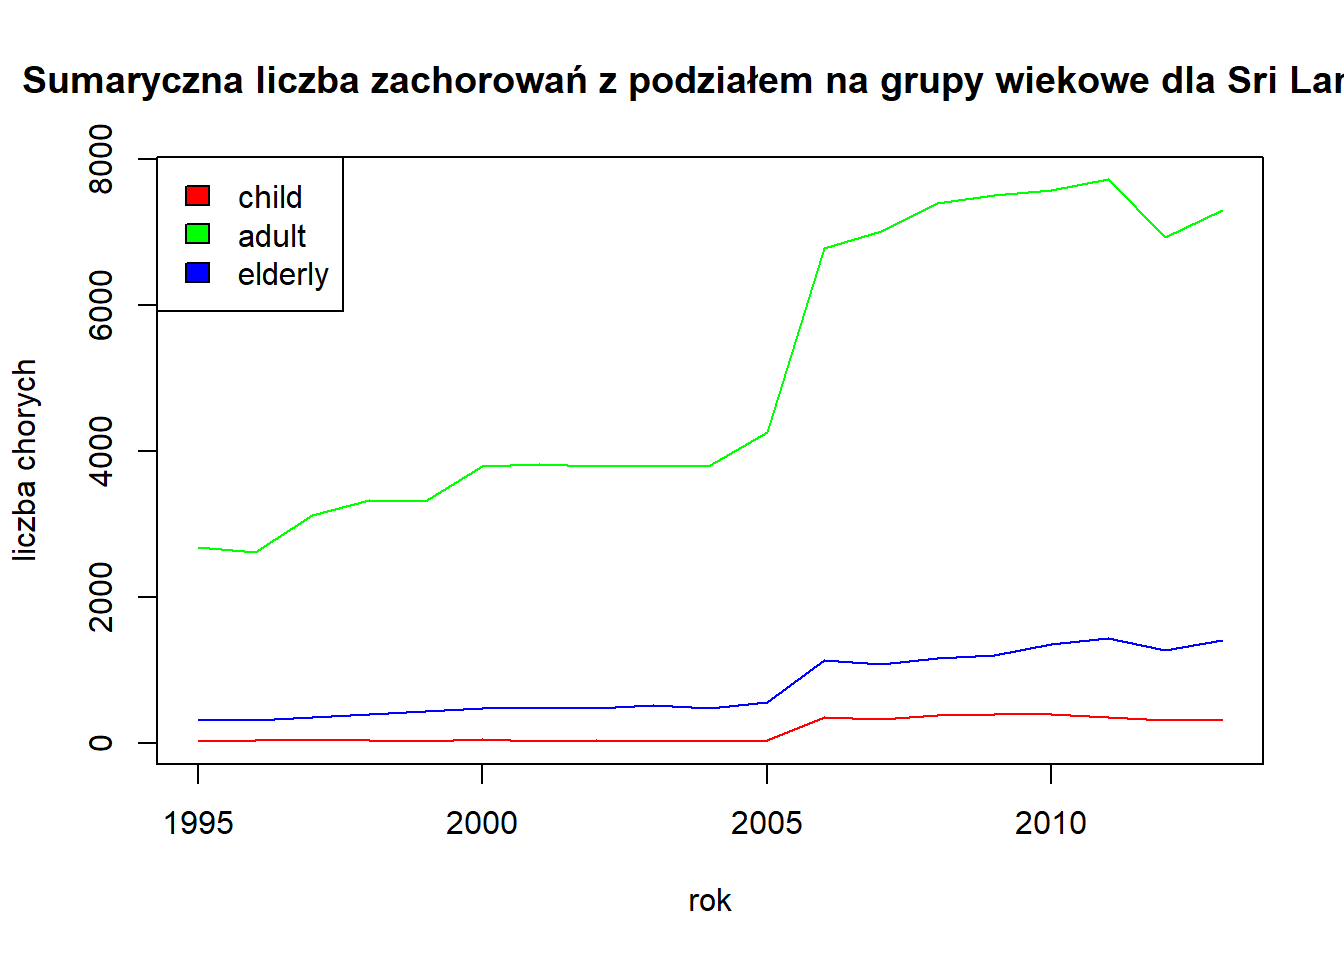 Sumaryczna liczba zachorowań z podziałem na grupy wiekowe dla Sri Lan
child
adult
elderly
8000
6000
4000
2000
0
liczba chorych
1995 2000 2005 2010
rok